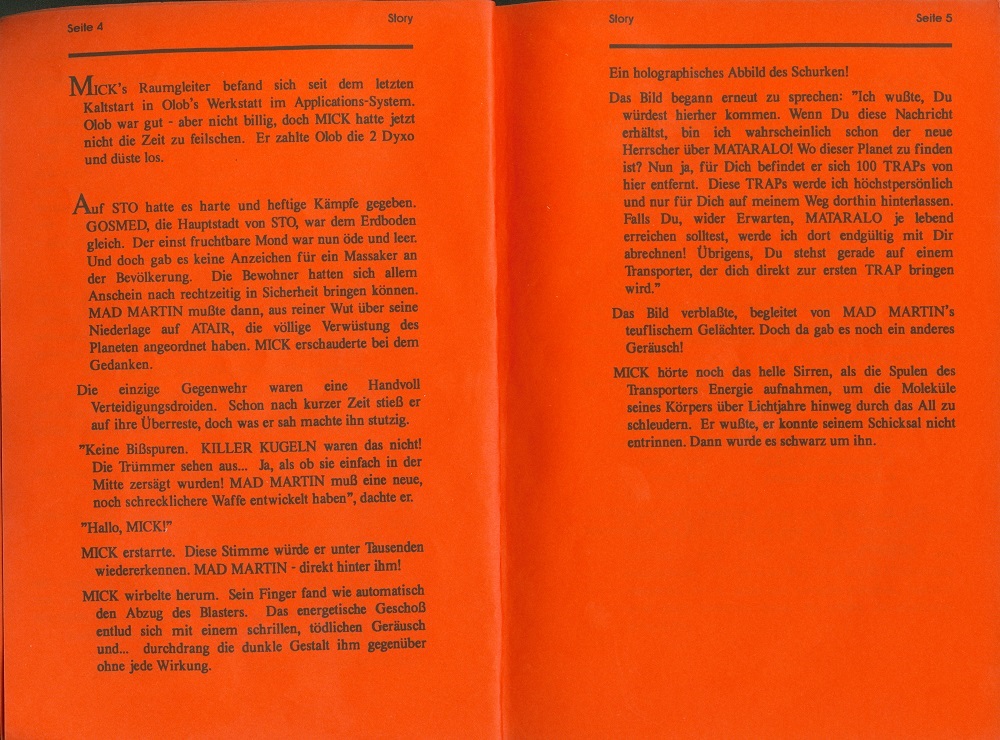 Seite 4
Story
MICK's Raumgleiter befand sich seit dem letzten
Kaltstart in Olob's Werkstatt im Applications-System.
Olob war gut - aber nicht billig, doch MICK hatte jetzt
nicht die Zeit zu feilschen. Er zahlte Olob die 2 Dyxo
und düste los.
Auf STO hatte es harte und heftige Kämpfe gegeben.
GOSMED, die Hauptstadt von STO, war dem Erdboden
gleich. Der einst fruchtbare Mond war nun öde und leer.
Und doch gab es keine Anzeichen für ein Massaker an
der Bevölkerung. Die Bewohner hatten sich allem
Anschein nach rechtzeitig in Sicherheit bringen können.
MAD MARTIN mußte dann, aus reiner Wut über seine
Niederlage auf ATAIR, die völlige Verwüstung des
Planeten angeordnet haben. MICK erschauderte bei dem
Gedanken.
Die einzige Gegenwehr waren eine Handvoll
Verteidigungsdroiden. Schon nach kurzer Zeit stieß er
auf ihre Überreste, doch was er sah machte ihn stutzig.
"Keine Bißspuren. KILLER KUGELN waren das nicht!
Die Trümmer sehen aus... Ja, als ob sie einfach in der
Mitte zersägt wurden! MAD MARTIN muß eine neue,
noch schrecklichere Waffe entwickelt haben", dachte er.
"Hallo, MICK!"
MICK erstarrte. Diese Stimme würde er unter Tausenden
wiedererkennen. MAD MARTIN - direkt hinter ihm!
MICK wirbelte herum. Sein Finger fand wie automatisch
den Abzug des Blasters. Das energetische Geschoß
entlud sich mit einem schrillen, tödlichen Geräusch
und... durchdrang die dunkle Gestalt ihm gegenüber
ohne jede Wirkung.
Story
Seite 5
Ein holographisches Abbild des Schurken!
Das Bild begann erneut zu sprechen: "Ich wußte, Du
würdest hierher kommen. Wenn Du diese Nachricht
erhältst, bin ich wahrscheinlich schon der neue
Herrscher über MATARALO! Wo dieser Planet zu finden
ist? Nun ja, für Dich befindet er sich 100 TRAPs von
hier entfernt. Diese TRAPs werde ich höchstpersönlich
und nur für Dich auf meinem Weg dorthin hinterlassen.
Falls Du, wider Erwarten, MATARALO je lebend
erreichen solltest, werde ich dort endgültig mit Dir
abrechnen! Übrigens, Du stehst gerade auf einem
Transporter, der dich direkt zur ersten TRAP bringen
wird."
Das Bild verblaßte, begleitet von MAD MARTIN's
teuflischem Gelächter. Doch da gab es noch ein anderes
Geräusch!
MICK hörte noch das helle Sirren, als die Spulen des
Transporters Energie aufnahmen, um die Moleküle
seines Körpers über Lichtjahre hinweg durch das All zu
schleudern. Er wußte, er konnte seinem Schicksal nicht
entrinnen. Dann wurde es schwarz um ihn.